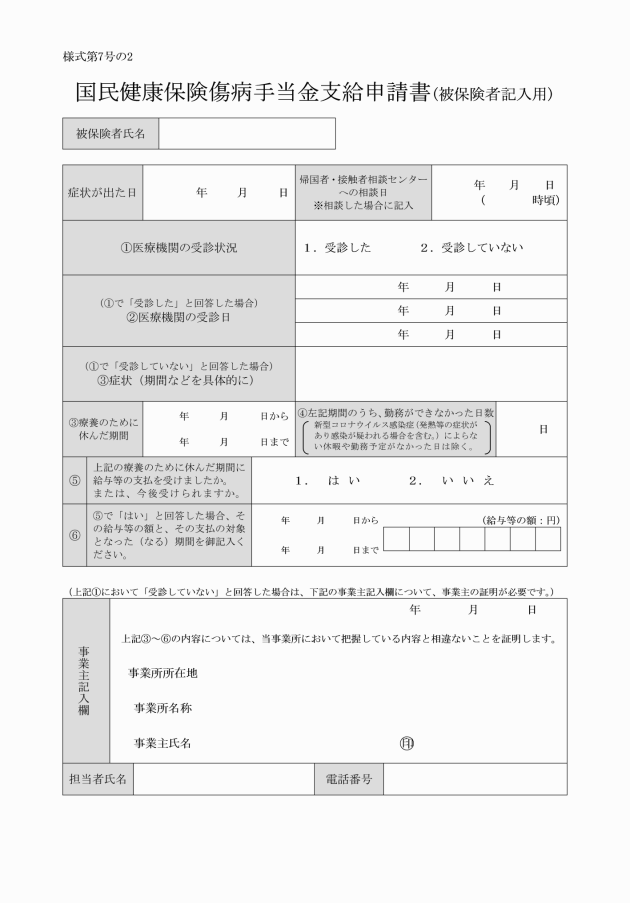 様式第7号の2
国民健康保険傷病手当金支給申請書(被保険者記入用)
被保険者氏名
症状が出た日
年 月 日
帰国者・接触者相談センター
への相談日
※相談した場合に記入
年 月 日
( 時頃)
①医療機関の受診状況
1．受診した 2．受診していない
(①で「受診した」と回答した場合)
②医療機関の受診日
年 月 日
年 月 日
年 月 日
(①で「受診していない」と回答した場合)
③症状（期間などを具体的に）
③療養のために
休んだ期間
年 月 日から
年 月 日まで
④左記期間のうち、勤務ができなかった日数
新型コロナウイルス感染症(発熱等の症状が
あり感染が疑われる場合を含む。）によらな
い休暇や勤務予定がなかった日は除く。
日
⑤
上記の療養のために休んだ期間に
給与等の支払を受けましたか。
または、今後受けられますか。
1． は い 2． い い え
⑥
⑤で「はい」と回答した場合、そ
の給与等の額と、その支払の対象
となった（なる）期間を御記入く
ださい。
年 月 日から
年 月 日まで
(給与等の額：円)
(上記①において「受診していない」と回答した場合は、下記の事業主記入欄について、事業主の証明が必要です。)
事業主記入欄
年 月 日
上記③～⑥の内容については、当事業所において把握している内容と相違ないことを証明します。
事業所所在地
事業所名称
事業主氏名 ㊞
担当者氏名
電話番号